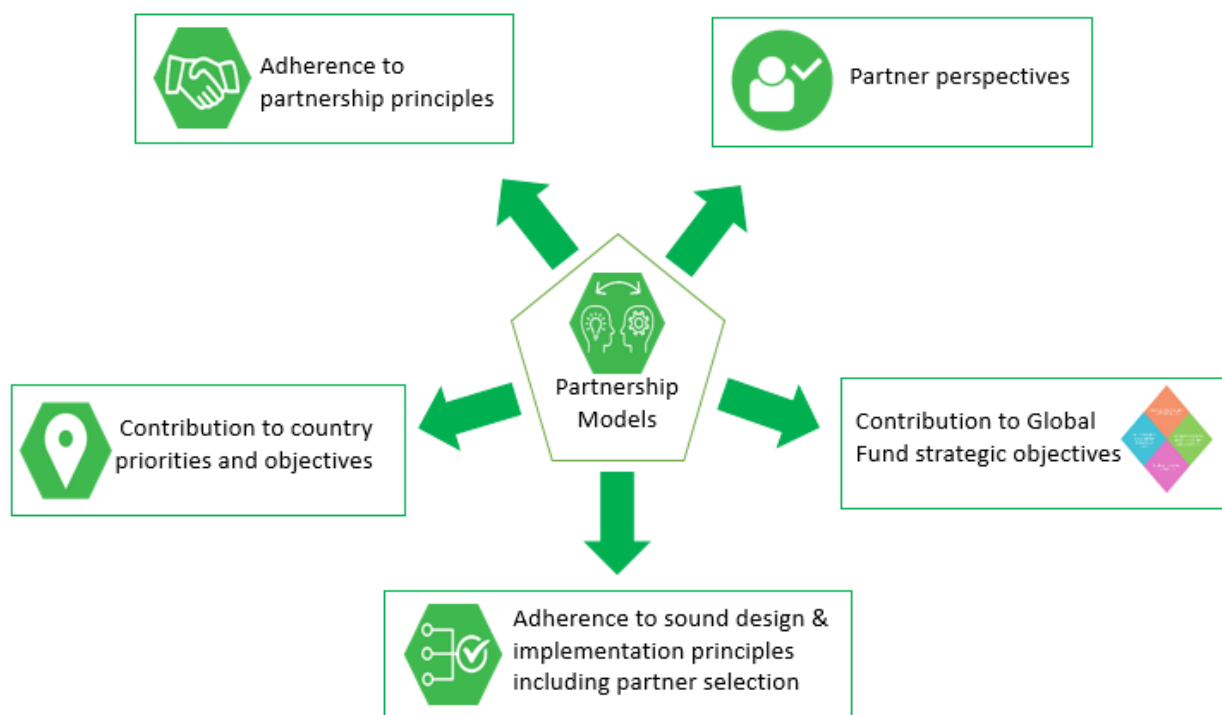 Adherence to
partnership principles
Partner perspectives
Partnership
Models
Contribution to country
priorities and objectives
Contribution to Global
Fund strategic objectives
Adherence to sound design &
implementation principles
including partner selection